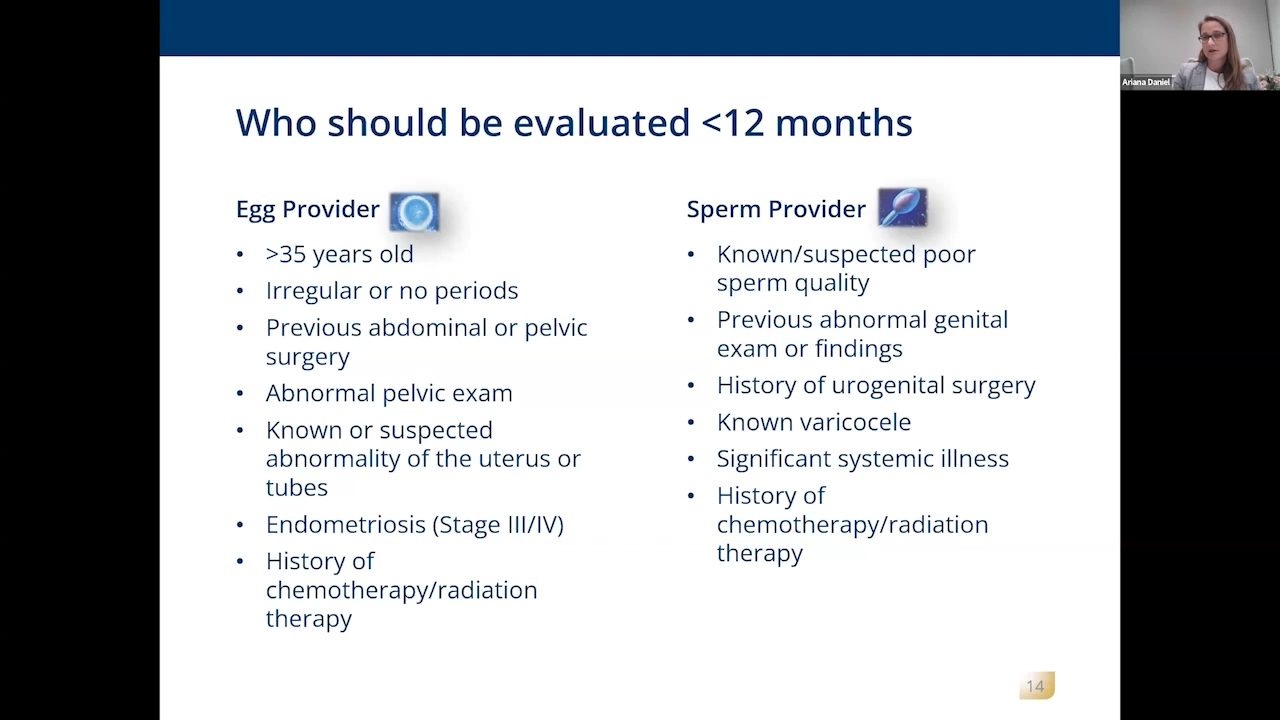 Ariana Daniel
Who should be evaluated <12 months
Egg Provider
• >35 years old
• Irregular or no periods
• Previous abdominal or pelvic
surgery
• Abnormal pelvic exam
• Known or suspected
abnormality of the uterus or
tubes
• Endometriosis (Stage III/IV)
• History of
chemotherapy/radiation
therapy
Sperm Provider
• Known/suspected poor
sperm quality
• Previous abnormal genital
exam or findings
• History of urogenital surgery
• Known varicocele
• Significant systemic illness
• History of
chemotherapy/radiation
therapy
14